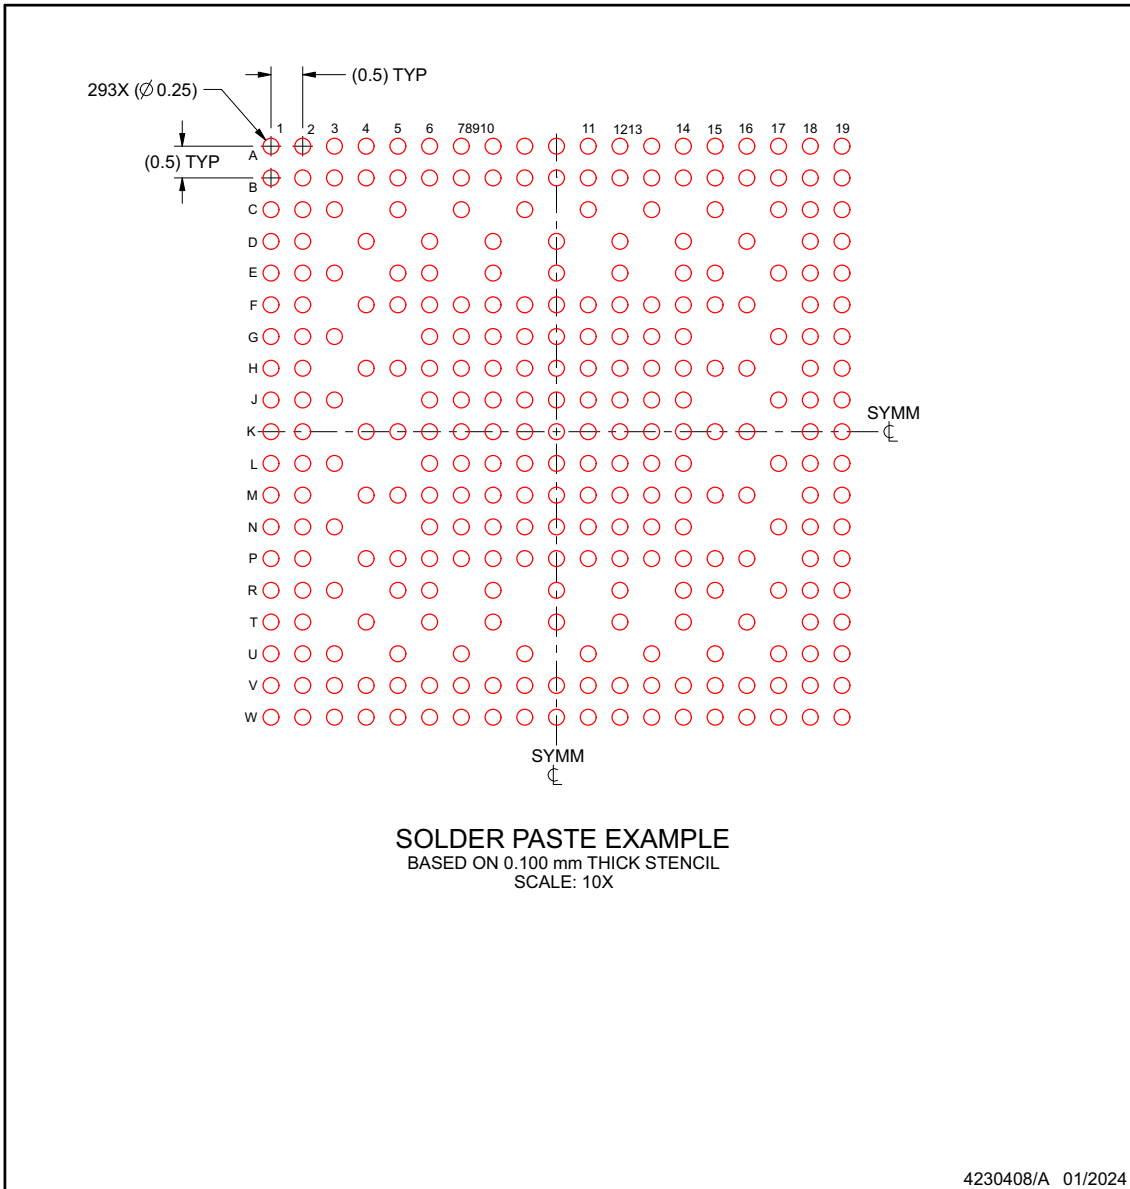 (0.5) TYP
293X (∅ 0.25)
1 2 3 4 5 6 78910 11 1213 14 15 16 17 18 19
A
(0.5) TYP
B
C
D
E
F
G
H
J
SYMM
K
℄
L
M
N
P
R
T
U
V
W
SYMM
℄
SOLDER PASTE EXAMPLE
BASED ON 0.100 mm THICK STENCIL
SCALE: 10X
4230408/A 01/2024